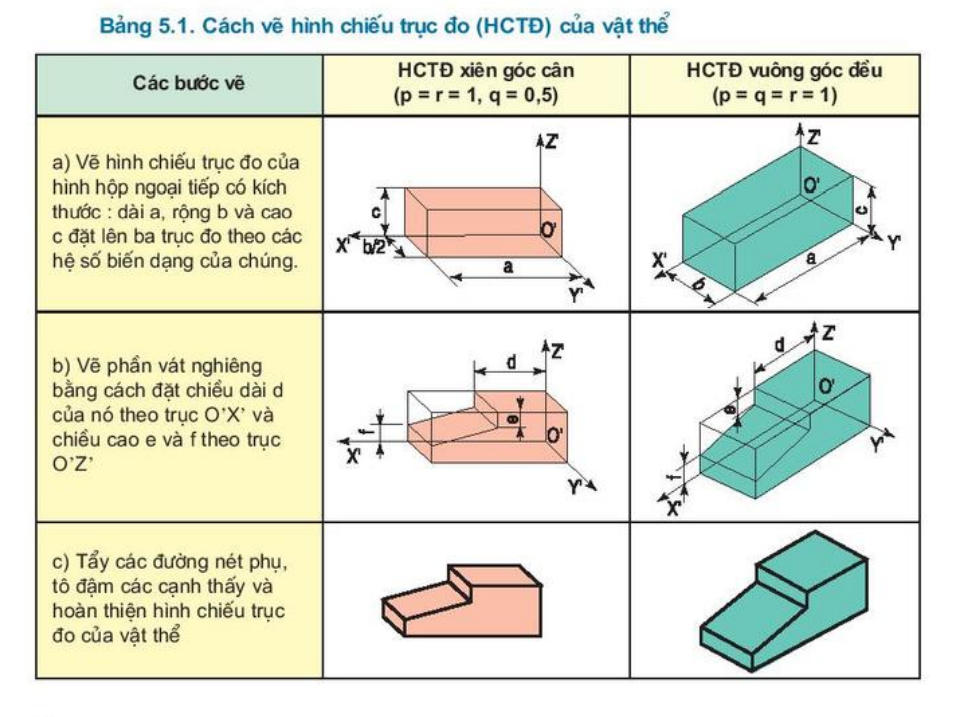 Bảng 5.1. Cách vẽ hình chiếu trục đo (HCTĐ) của vật thể
Các bước vẽ
HCTĐ xiên góc cân
(p = r = 1, q = 0,5)
HCTĐ vuông góc đều
(p = q = r = 1)
a) Vẽ hình chiếu trục đo của
hình hộp ngoại tiếp có kích
thước : dài a, rộng b và cao
c đặt lên ba trục đo theo các
hệ số biến dạng của chúng.
Z'
c
O'
X'
b/2
a
Y'
Z'
O'
c
Y'
X'
b
a
b) Vẽ phần vát nghiêng
bằng cách đặt chiều dài d
của nó theo trục O'X' và
chiều cao e và f theo trục
O'Z'
Z'
d
e
f
O'
X'
Y'
Z'
d
O'
e
Y'
f
X'
c) Tẩy các đường nét phụ,
tô đậm các cạnh thấy và
hoàn thiện hình chiếu trục
đo của vật thể